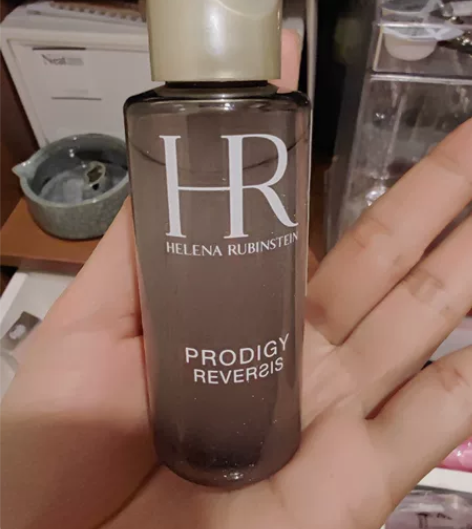 HR
HELENA RUBINSTEIN
PRODIGY
REVERSIS